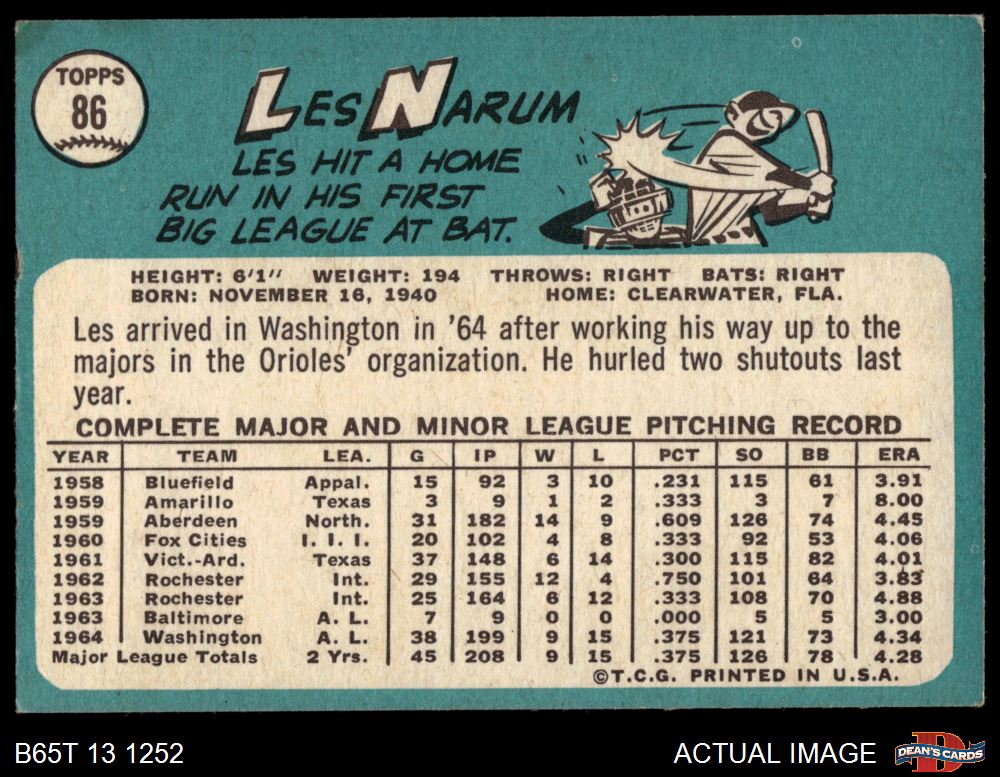 TOPPS
86
LES NARUM
LES HIT A HOME
RUN IN HIS FIRST
BIG LEAGUE AT BAT.
HEIGHT: 6'1" WEIGHT: 194 THROWS: RIGHT BATS: RIGHT
BORN: NOVEMBER 16, 1940 HOME: CLEARWATER, FLA.
Les arrived in Washington in '64 after working his way up to the
majors in the Orioles' organization. He hurled two shutouts last
year.
COMPLETE MAJOR AND MINOR LEAGUE PITCHING RECORD
YEAR TEAM LEA. G IP W L PCT SO BB ERA
1958 Bluefield Appal. 15 92 3 10 .231 115 61 3.91
1959 Amarillo Texas 3 9 1 2 .333 3 7 8.00
1959 Aberdeen North. 31 182 14 9 .609 126 74 4.45
1960 Fox Cities I. I. I. 20 102 4 8 .333 92 53 4.06
1961 Vict.-Ard. Texas 37 148 6 14 .300 115 82 4.01
1962 Rochester Int. 29 155 12 4 .750 101 64 3.83
1963 Rochester Int. 25 164 6 12 .333 108 70 4.88
1963 Baltimore A. L. 7 9 0 0 .000 5 5 3.00
1964 Washington A. L. 38 199 9 15 .375 121 73 4.34
Major League Totals 2 Yrs. 45 208 9 15 .375 126 78 4.28
©T.C.G. PRINTED IN U.S.A.
B65T 13 1252 ACTUAL IMAGE DEAN'S CARDS